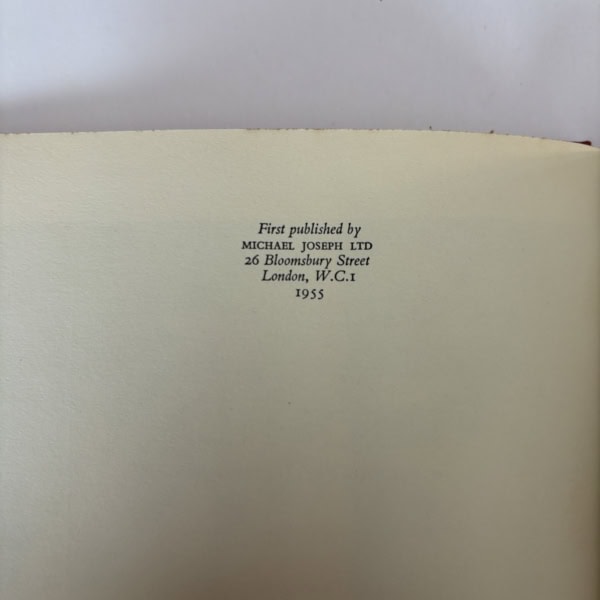 First published by
MICHAEL JOSEPH LTD
26 Bloomsbury Street
London, W.C.1
1955